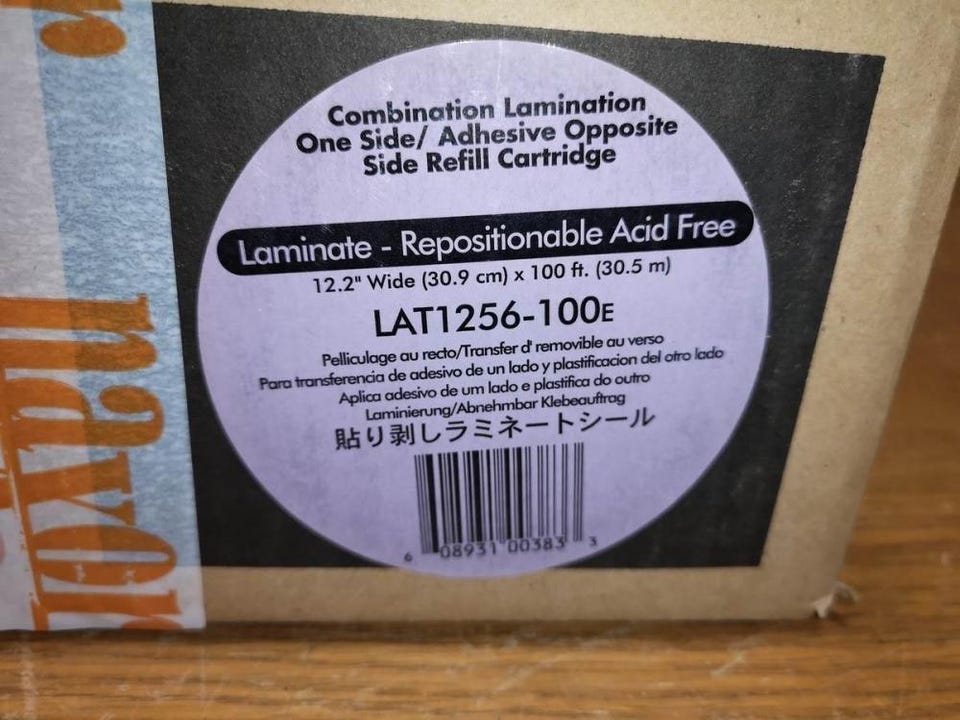 Combination Lamination
One Side/ Adhesive Opposite
Side Refill Cartridge
Laminate - Repositionable Acid Free
12.2" Wide (30.9 cm) x 100 ft. (30.5 m)
LAT1256-100E
Pelliculage au recto/Transfer d' removible au verso
Para transferencia de adesivo de un lado y plastificacion del otro lado
Aplica adesivo de um lado e plastifica do outro
Laminierung/Abnehmbar Klebeauftrag
貼り剥しラミネートシール
6 08931 00383 3